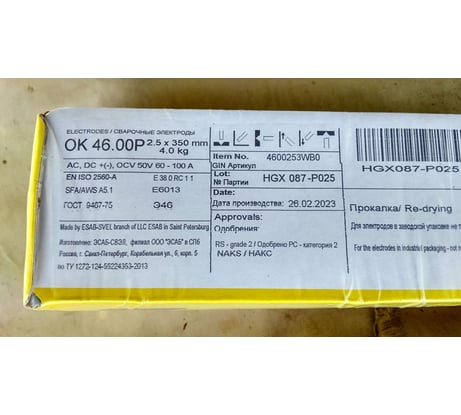 ELECTRODES / СВАРОЧНЫЕ ЭЛЕКТРОДЫ
OK 46.00P 2.5 x 350 mm
4.0 kg
AC, DC +(-), OCV 50V 60 - 100 A
EN ISO 2560-A E 38 0 RC 1 1
SFA/AWS A5.1 E6013
ГОСТ 9467-75 Э46
Made by ESAB-SVEL branch of LLC ESAB in Saint Petersburg
Изготовлен: ЭСАБ-СВЭЛ, филиал ООО "ЭСАБ" в СПб
Россия, г. Санкт-Петербург, Корабельная ул., 6, тел.
по ТУ 1272-124-55224353-2013
Item No. 4600253WB0
GIN Артикул
Lot: HGX 087-P025
№ Партии
Date:
Дата производства: 26.02.2023
Approvals:
Одобрения:
RS - grade 2 / Одобрено РС - категория 2
NAKS / НАКС
HGX087-P025
Прокалка/ Re-drying
Для электродов в заводской упаковке не
For the electrodes in industrial packaging - not